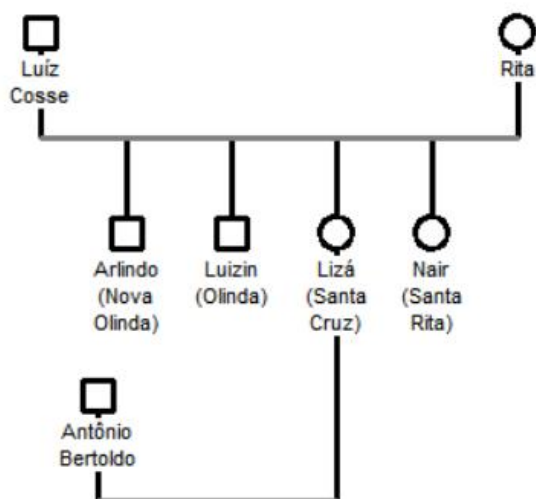 Luíz
Cosse
Rita
Arlindo
(Nova
Olinda)
Luizin
(Olinda)
Lizá
(Santa
Cruz)
Nair
(Santa
Rita)
Antônio
Bertoldo